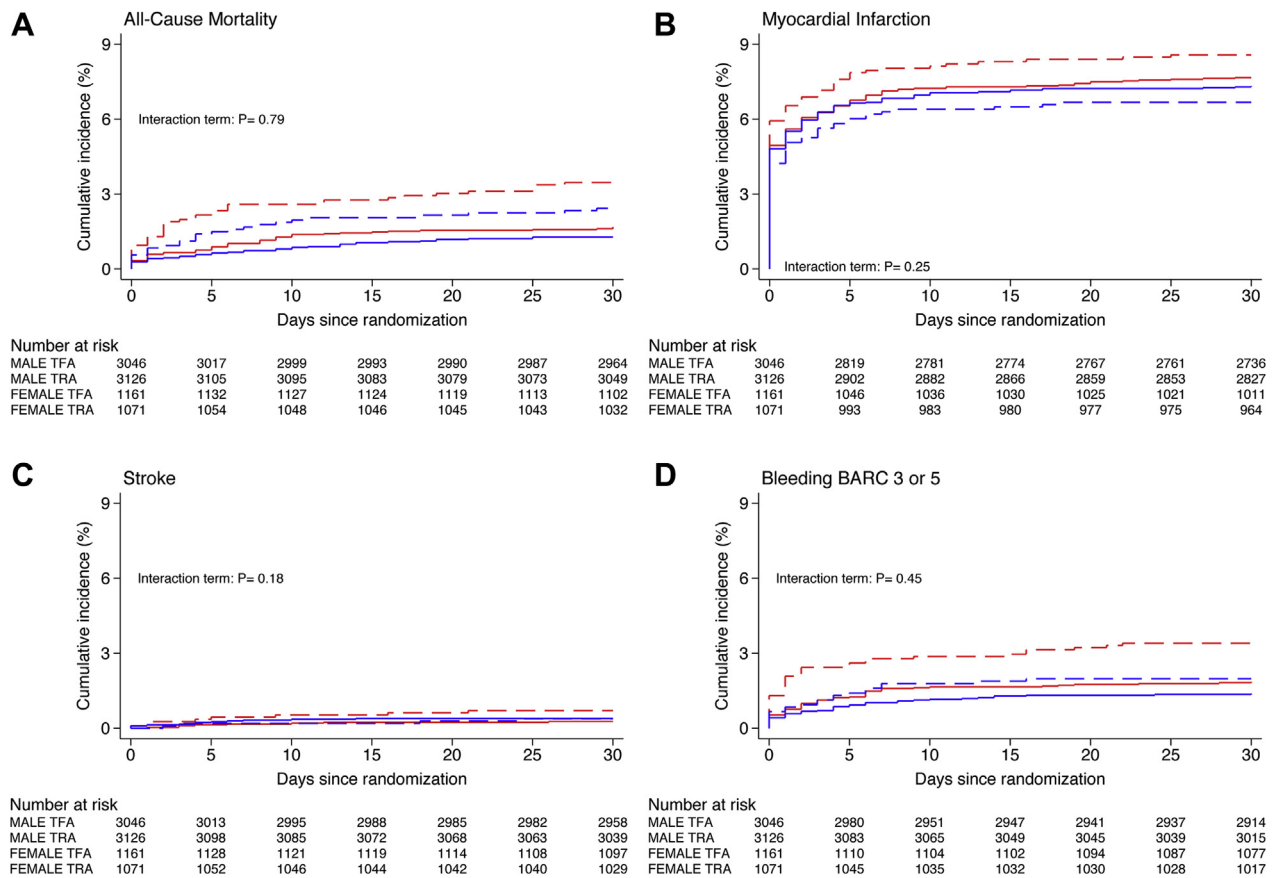 A All-Cause Mortality
9
6
3
0
Cumulative incidence (%)
Interaction term: P= 0.79
0 5 10 15 20 25 30
Days since randomization
Number at risk
MALE TFA 3046 3017 2999 2993 2990 2987 2964
MALE TRA 3126 3105 3095 3083 3079 3073 3049
FEMALE TFA 1161 1132 1127 1124 1119 1113 1102
FEMALE TRA 1071 1054 1048 1046 1045 1043 1032
B Myocardial Infarction
9
6
3
0
Cumulative incidence (%)
Interaction term: P= 0.25
0 5 10 15 20 25 30
Days since randomization
Number at risk
MALE TFA 3046 2819 2781 2774 2767 2761 2736
MALE TRA 3126 2902 2882 2866 2859 2853 2827
FEMALE TFA 1161 1046 1036 1030 1025 1021 1011
FEMALE TRA 1071 993 983 980 977 975 964
C Stroke
9
6
3
0
Cumulative incidence (%)
Interaction term: P= 0.18
0 5 10 15 20 25 30
Days since randomization
Number at risk
MALE TFA 3046 3013 2995 2988 2985 2982 2958
MALE TRA 3126 3098 3085 3072 3068 3063 3039
FEMALE TFA 1161 1128 1121 1119 1114 1108 1097
FEMALE TRA 1071 1052 1046 1044 1042 1040 1029
D Bleeding BARC 3 or 5
9
6
3
0
Cumulative incidence (%)
Interaction term: P= 0.45
0 5 10 15 20 25 30
Days since randomization
Number at risk
MALE TFA 3046 2980 2951 2947 2941 2937 2914
MALE TRA 3126 3083 3065 3049 3045 3039 3015
FEMALE TFA 1161 1110 1104 1102 1094 1087 1077
FEMALE TRA 1071 1045 1035 1032 1030 1028 1017